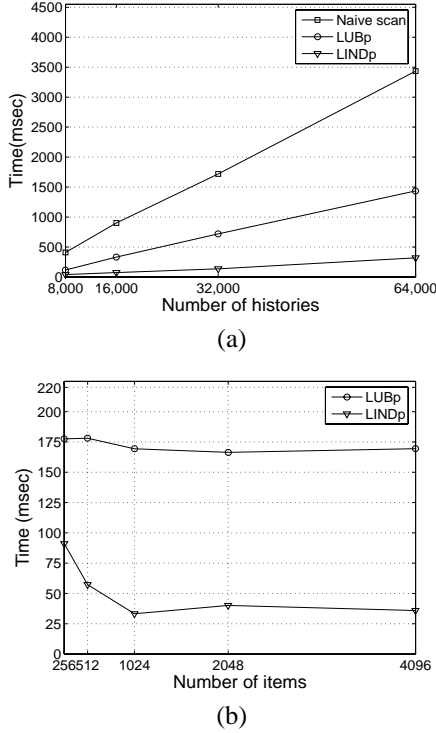 4500
4000
3500
3000
2500
2000
1500
1000
500
0
Time(msec)
Naive scan
LUBp
LINDp
8,000 16,000 32,000 64,000
Number of histories
(a)
220
200
175
150
125
100
75
50
25
0
Time (msec)
LUBp
LINDp
256 512 1024 2048 4096
Number of items
(b)